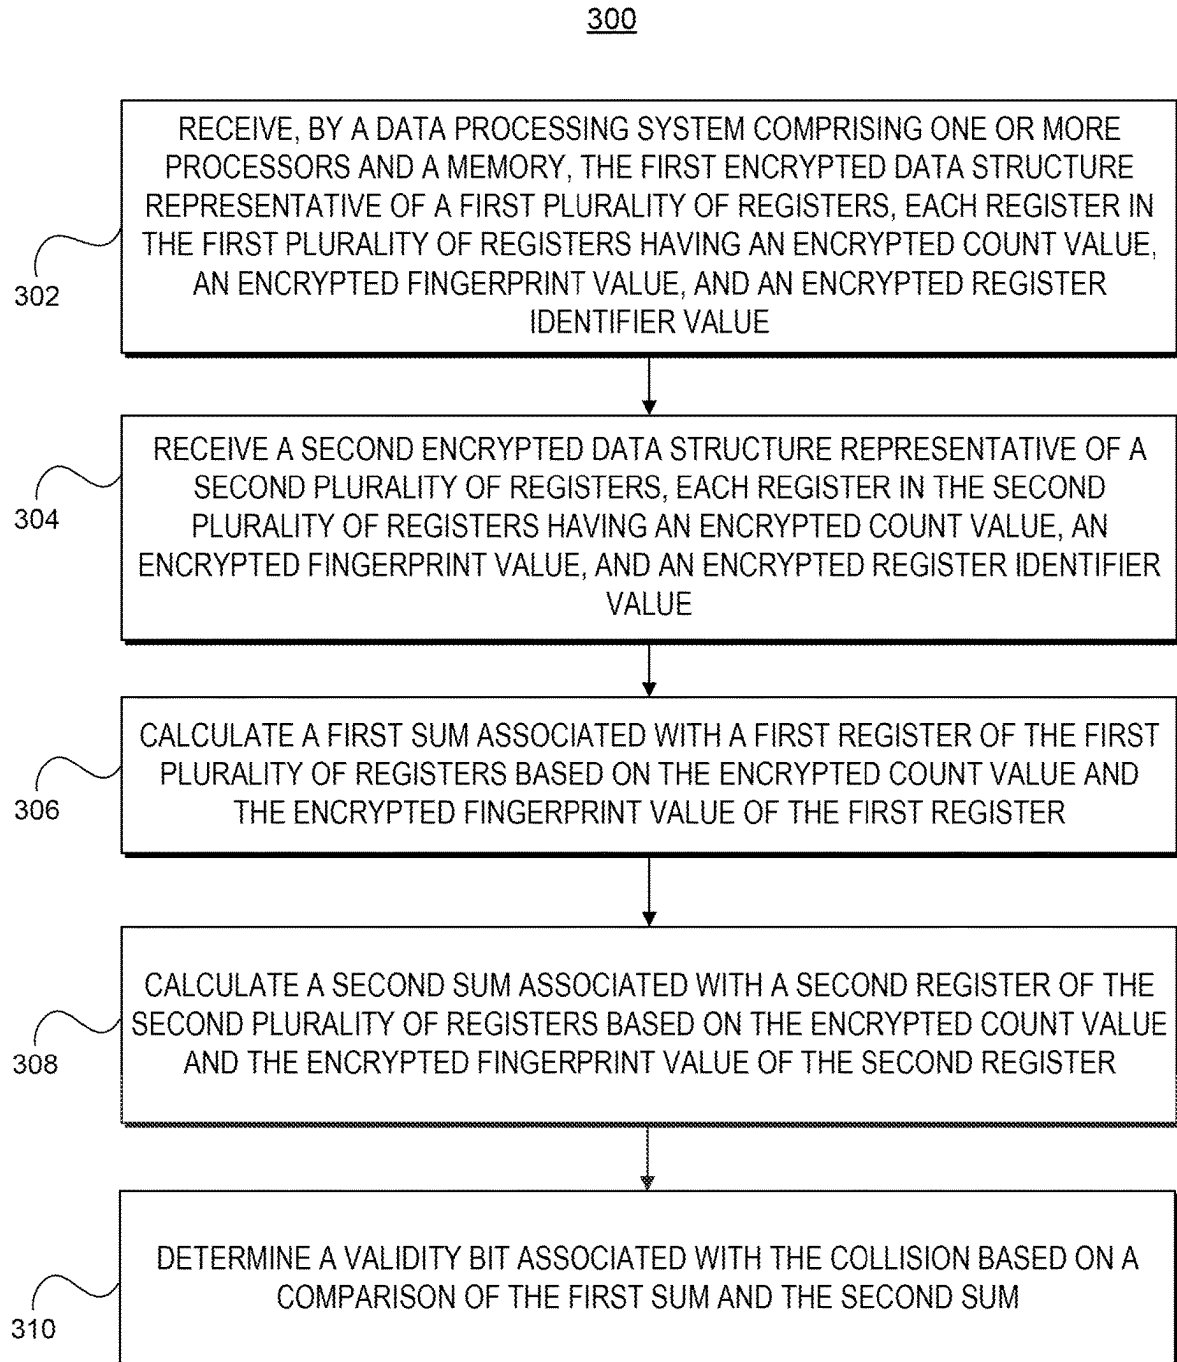 300
RECEIVE, BY A DATA PROCESSING SYSTEM COMPRISING ONE OR MORE
PROCESSORS AND A MEMORY, THE FIRST ENCRYPTED DATA STRUCTURE
REPRESENTATIVE OF A FIRST PLURALITY OF REGISTERS, EACH REGISTER IN
THE FIRST PLURALITY OF REGISTERS HAVING AN ENCRYPTED COUNT VALUE,
AN ENCRYPTED FINGERPRINT VALUE, AND AN ENCRYPTED REGISTER
IDENTIFIER VALUE
302
RECEIVE A SECOND ENCRYPTED DATA STRUCTURE REPRESENTATIVE OF A
SECOND PLURALITY OF REGISTERS, EACH REGISTER IN THE SECOND
PLURALITY OF REGISTERS HAVING AN ENCRYPTED COUNT VALUE, AN
ENCRYPTED FINGERPRINT VALUE, AND AN ENCRYPTED REGISTER IDENTIFIER
VALUE
304
CALCULATE A FIRST SUM ASSOCIATED WITH A FIRST REGISTER OF THE FIRST
PLURALITY OF REGISTERS BASED ON THE ENCRYPTED COUNT VALUE AND
THE ENCRYPTED FINGERPRINT VALUE OF THE FIRST REGISTER
306
CALCULATE A SECOND SUM ASSOCIATED WITH A SECOND REGISTER OF THE
SECOND PLURALITY OF REGISTERS BASED ON THE ENCRYPTED COUNT VALUE
AND THE ENCRYPTED FINGERPRINT VALUE OF THE SECOND REGISTER
308
DETERMINE A VALIDITY BIT ASSOCIATED WITH THE COLLISION BASED ON A
COMPARISON OF THE FIRST SUM AND THE SECOND SUM
310